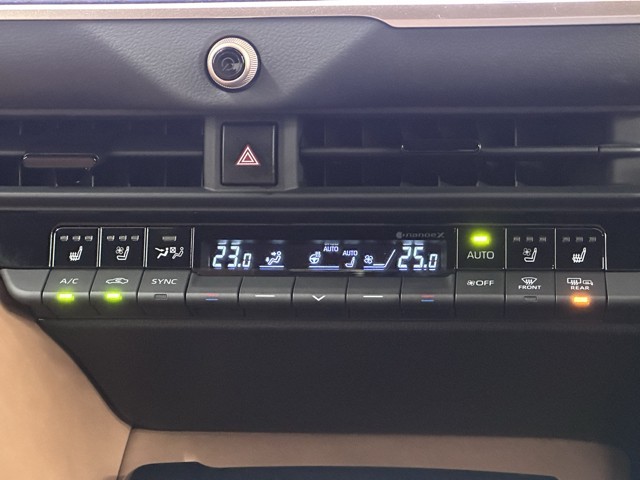 nanoeX
23.0 AUTO AUTO 25.0 AUTO
A/C SYNC OFF FRONT REAR